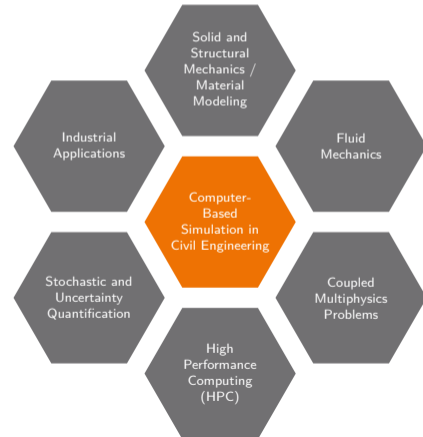 Solid and
Structural
Mechanics /
Material
Modeling
Industrial
Applications
Fluid
Mechanics
Computer-
Based
Simulation in
Civil Engineering
Stochastic and
Uncertainty
Quantification
Coupled
Multiphysics
Problems
High
Performance
Computing
(HPC)